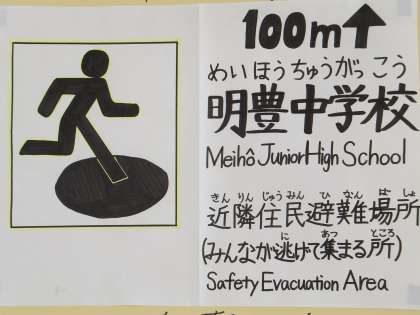 100m↑
めいほうちゅうがっこう
明豊中学校
Meihô Junior High School
きんりんじゅうみんひなんばしょ
近隣住民避難場所
にあつところ
(みんなが逃げて集まる所)
Safety Evacuation Area